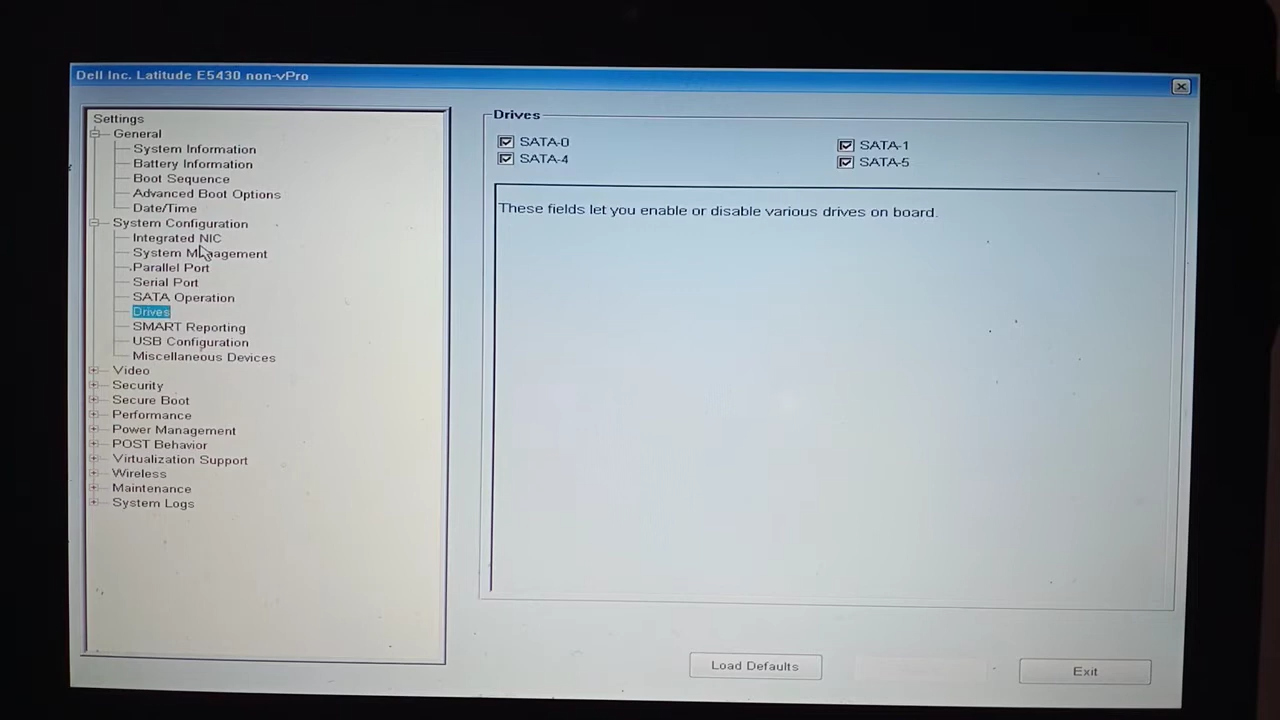 Dell Inc. Latitude E5430 non-vPro
Settings
General
System Information
Battery Information
Boot Sequence
Advanced Boot Options
Date/Time
System Configuration
Integrated NIC
System Management
Parallel Port
Serial Port
SATA Operation
Drives
SMART Reporting
USB Configuration
Miscellaneous Devices
Video
Security
Secure Boot
Performance
Power Management
POST Behavior
Virtualization Support
Wireless
Maintenance
System Logs
Drives
SATA-0 SATA-1
SATA-4 SATA-5
These fields let you enable or disable various drives on board.
Load Defaults Exit